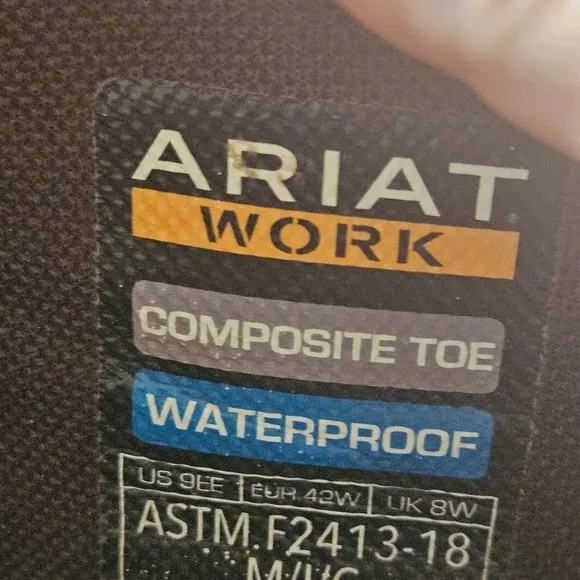 ARIAT
WORK
COMPOSITE TOE
WATERPROOF
US 9EE EUR 42W UK 8W
ASTM F2413-18